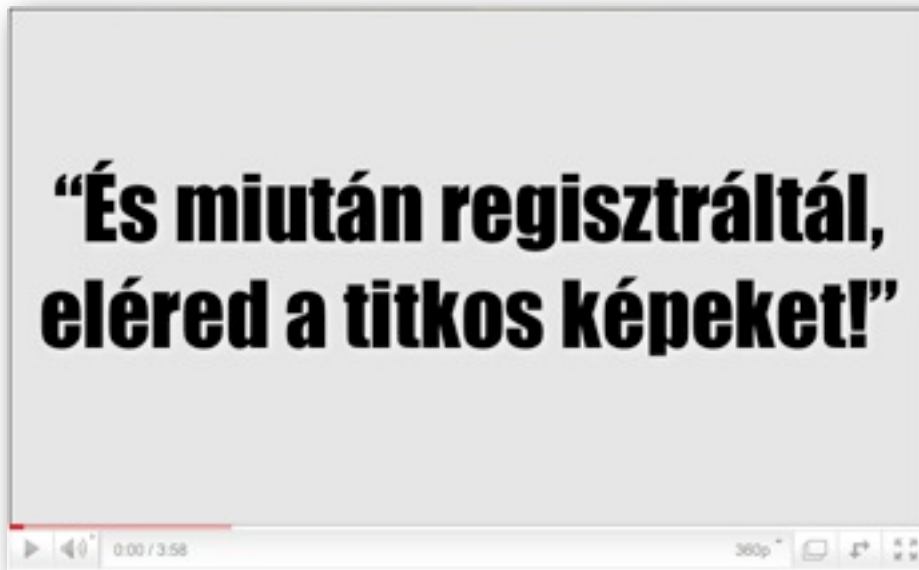 “És miután regisztráltál,
eléred a titkos képeket!”
0:00 / 3:58
360p